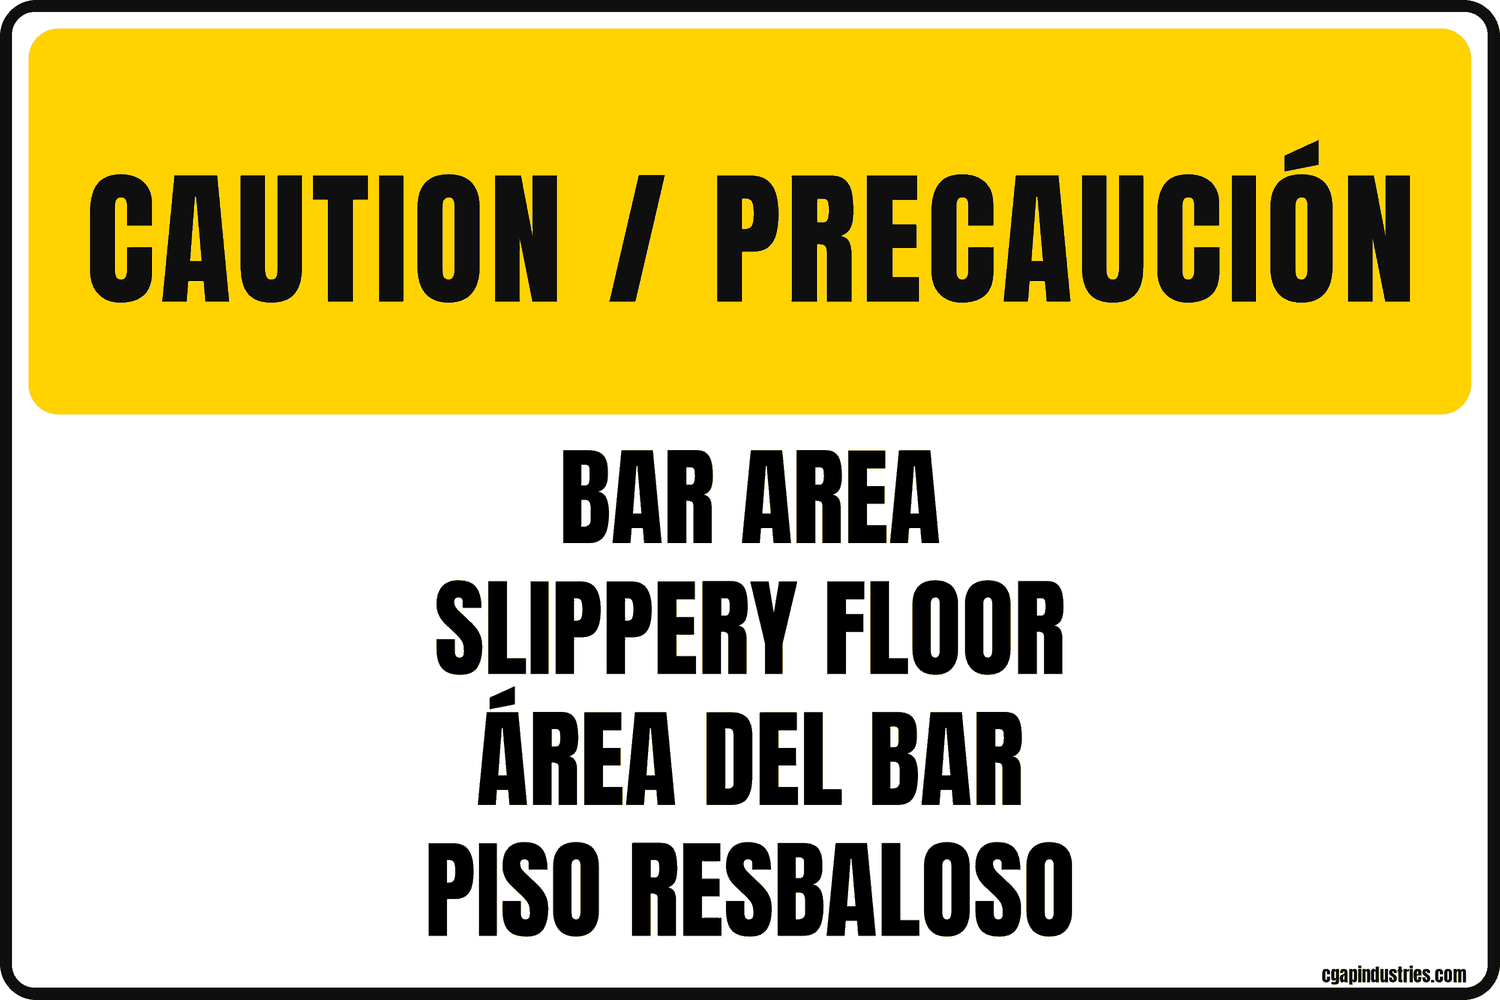 CAUTION / PRECAUCIÓN
BAR AREA
SLIPPERY FLOOR
ÁREA DEL BAR
PISO RESBALOSO
cgapindustries.com